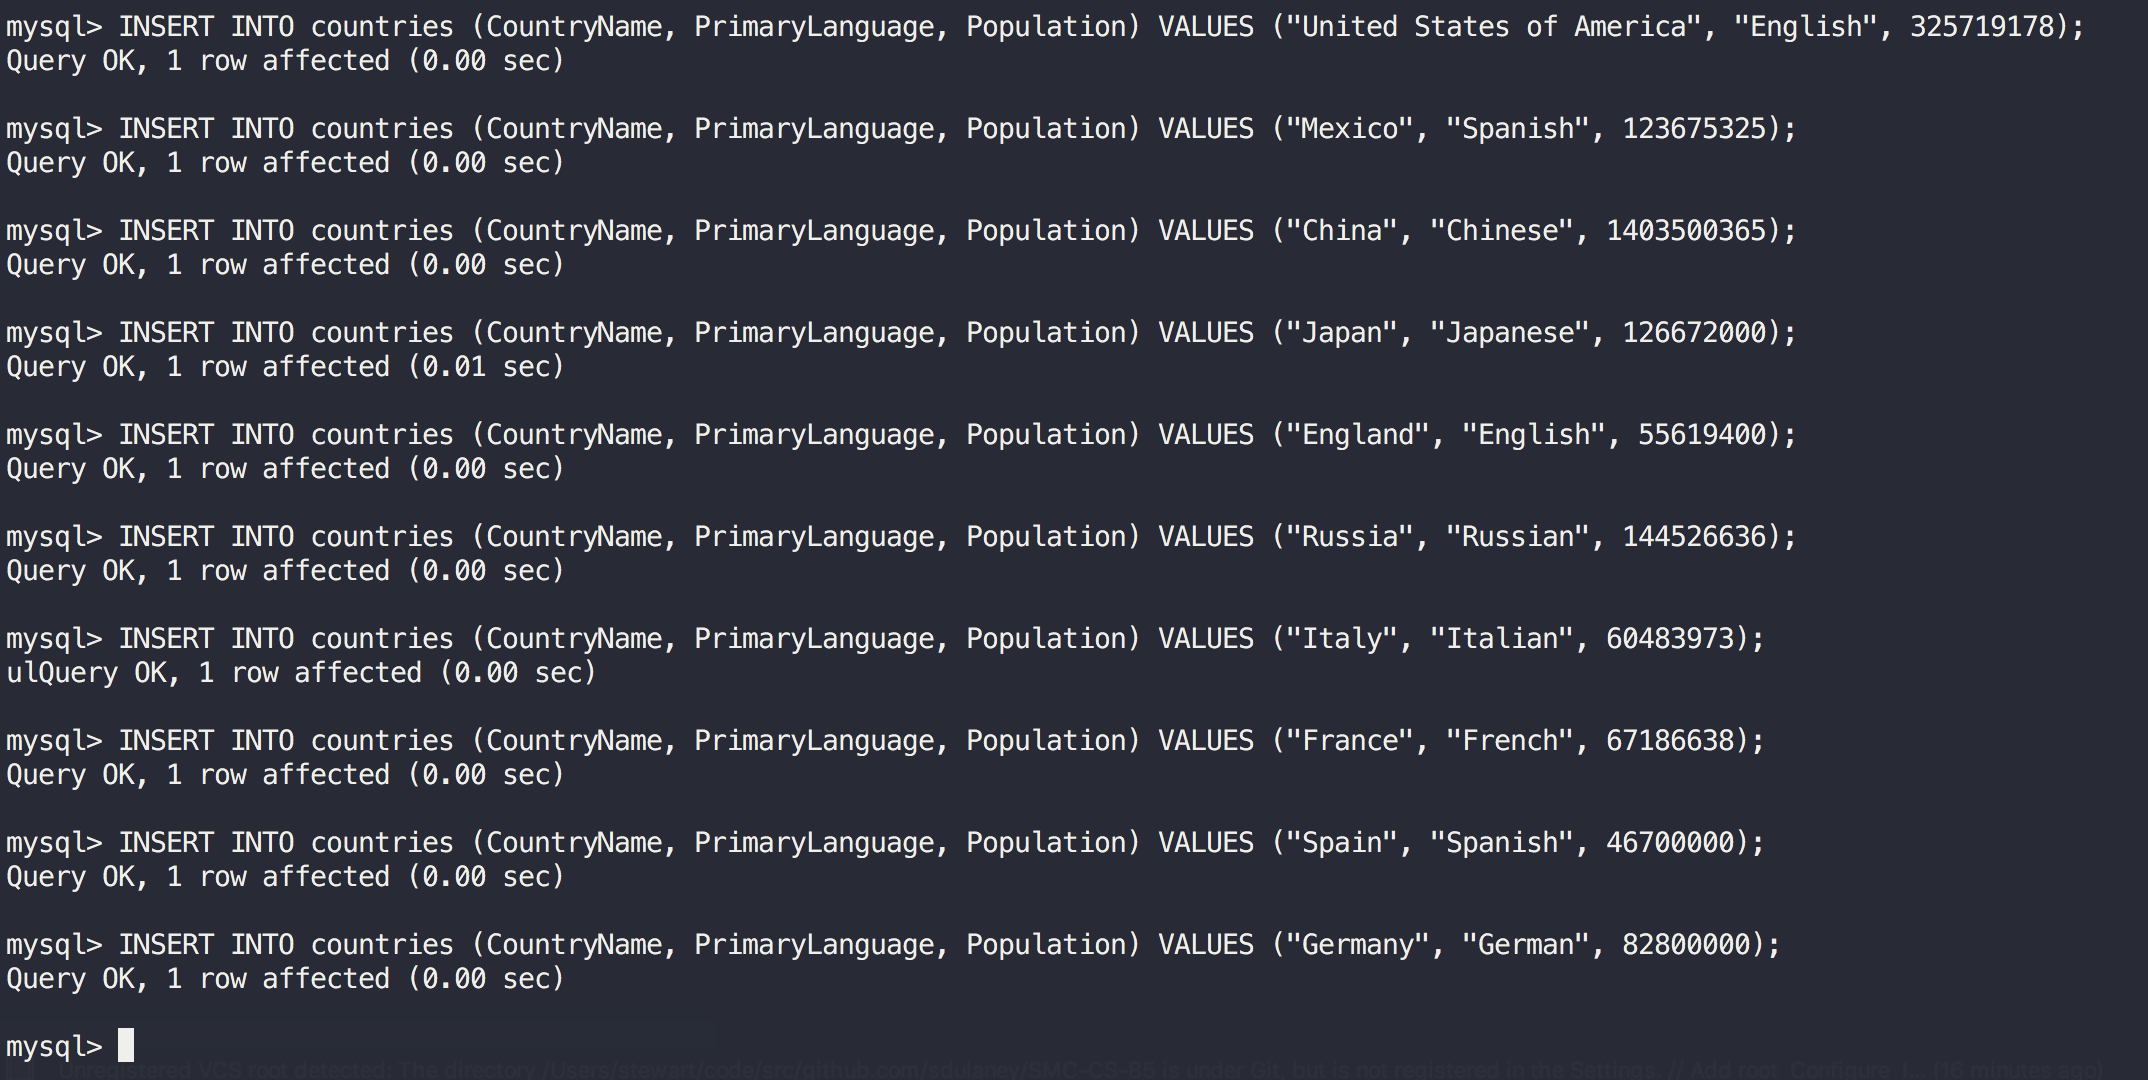 mysql> INSERT INTO countries (CountryName, PrimaryLanguage, Population) VALUES ("United States of America", "English", 325719178);
Query OK, 1 row affected (0.00 sec)
mysql> INSERT INTO countries (CountryName, PrimaryLanguage, Population) VALUES ("Mexico", "Spanish", 123675325);
Query OK, 1 row affected (0.00 sec)
mysql> INSERT INTO countries (CountryName, PrimaryLanguage, Population) VALUES ("China", "Chinese", 1403500365);
Query OK, 1 row affected (0.00 sec)
mysql> INSERT INTO countries (CountryName, PrimaryLanguage, Population) VALUES ("Japan", "Japanese", 126672000);
Query OK, 1 row affected (0.01 sec)
mysql> INSERT INTO countries (CountryName, PrimaryLanguage, Population) VALUES ("England", "English", 55619400);
Query OK, 1 row affected (0.00 sec)
mysql> INSERT INTO countries (CountryName, PrimaryLanguage, Population) VALUES ("Russia", "Russian", 144526636);
Query OK, 1 row affected (0.00 sec)
mysql> INSERT INTO countries (CountryName, PrimaryLanguage, Population) VALUES ("Italy", "Italian", 60483973);
ulQuery OK, 1 row affected (0.00 sec)
mysql> INSERT INTO countries (CountryName, PrimaryLanguage, Population) VALUES ("France", "French", 67186638);
Query OK, 1 row affected (0.00 sec)
mysql> INSERT INTO countries (CountryName, PrimaryLanguage, Population) VALUES ("Spain", "Spanish", 46700000);
Query OK, 1 row affected (0.00 sec)
mysql> INSERT INTO countries (CountryName, PrimaryLanguage, Population) VALUES ("Germany", "German", 82800000);
Query OK, 1 row affected (0.00 sec)
mysql>
Unregistered VCS root detected: The directory /Users/stewart/code/src/github.com/sdulaney/SMC-CS-85 is under Git, but is not registered in the Settings. // Add root Configure I... (16 minutes ago)